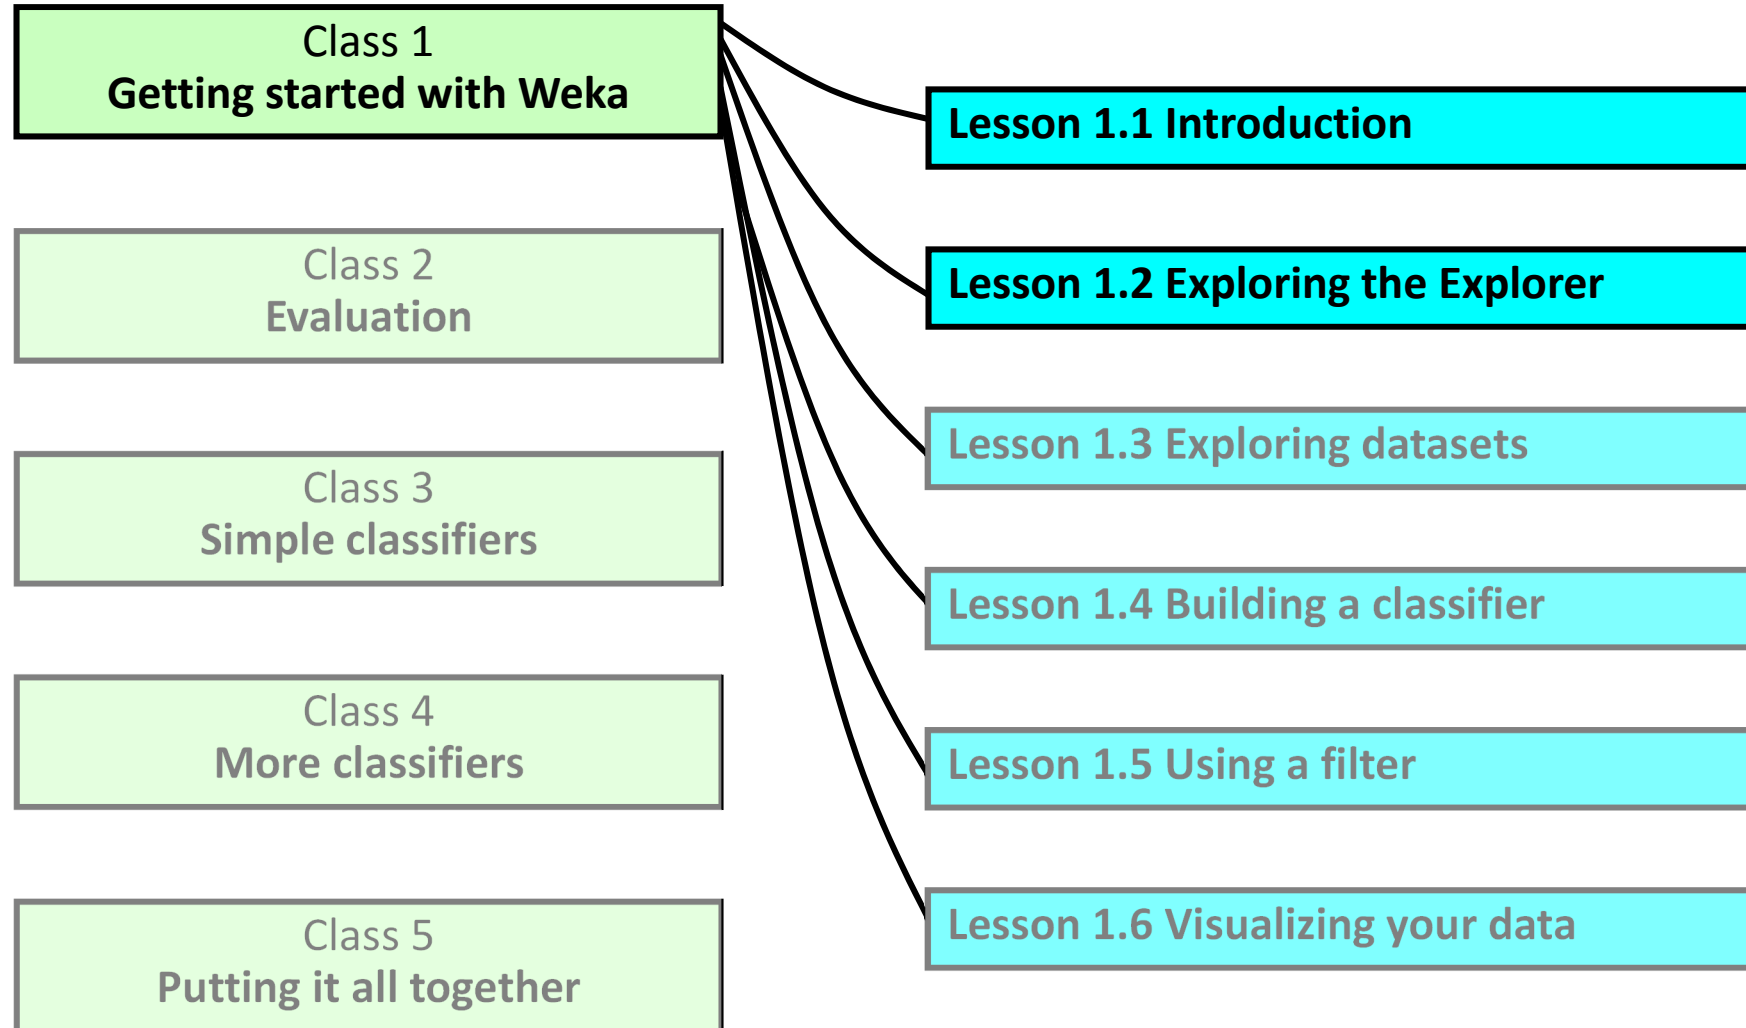 Class 1
Getting started with Weka
Class 2
Evaluation
Class 3
Simple classifiers
Class 4
More classifiers
Class 5
Putting it all together
Lesson 1.1 Introduction
Lesson 1.2 Exploring the Explorer
Lesson 1.3 Exploring datasets
Lesson 1.4 Building a classifier
Lesson 1.5 Using a filter
Lesson 1.6 Visualizing your data